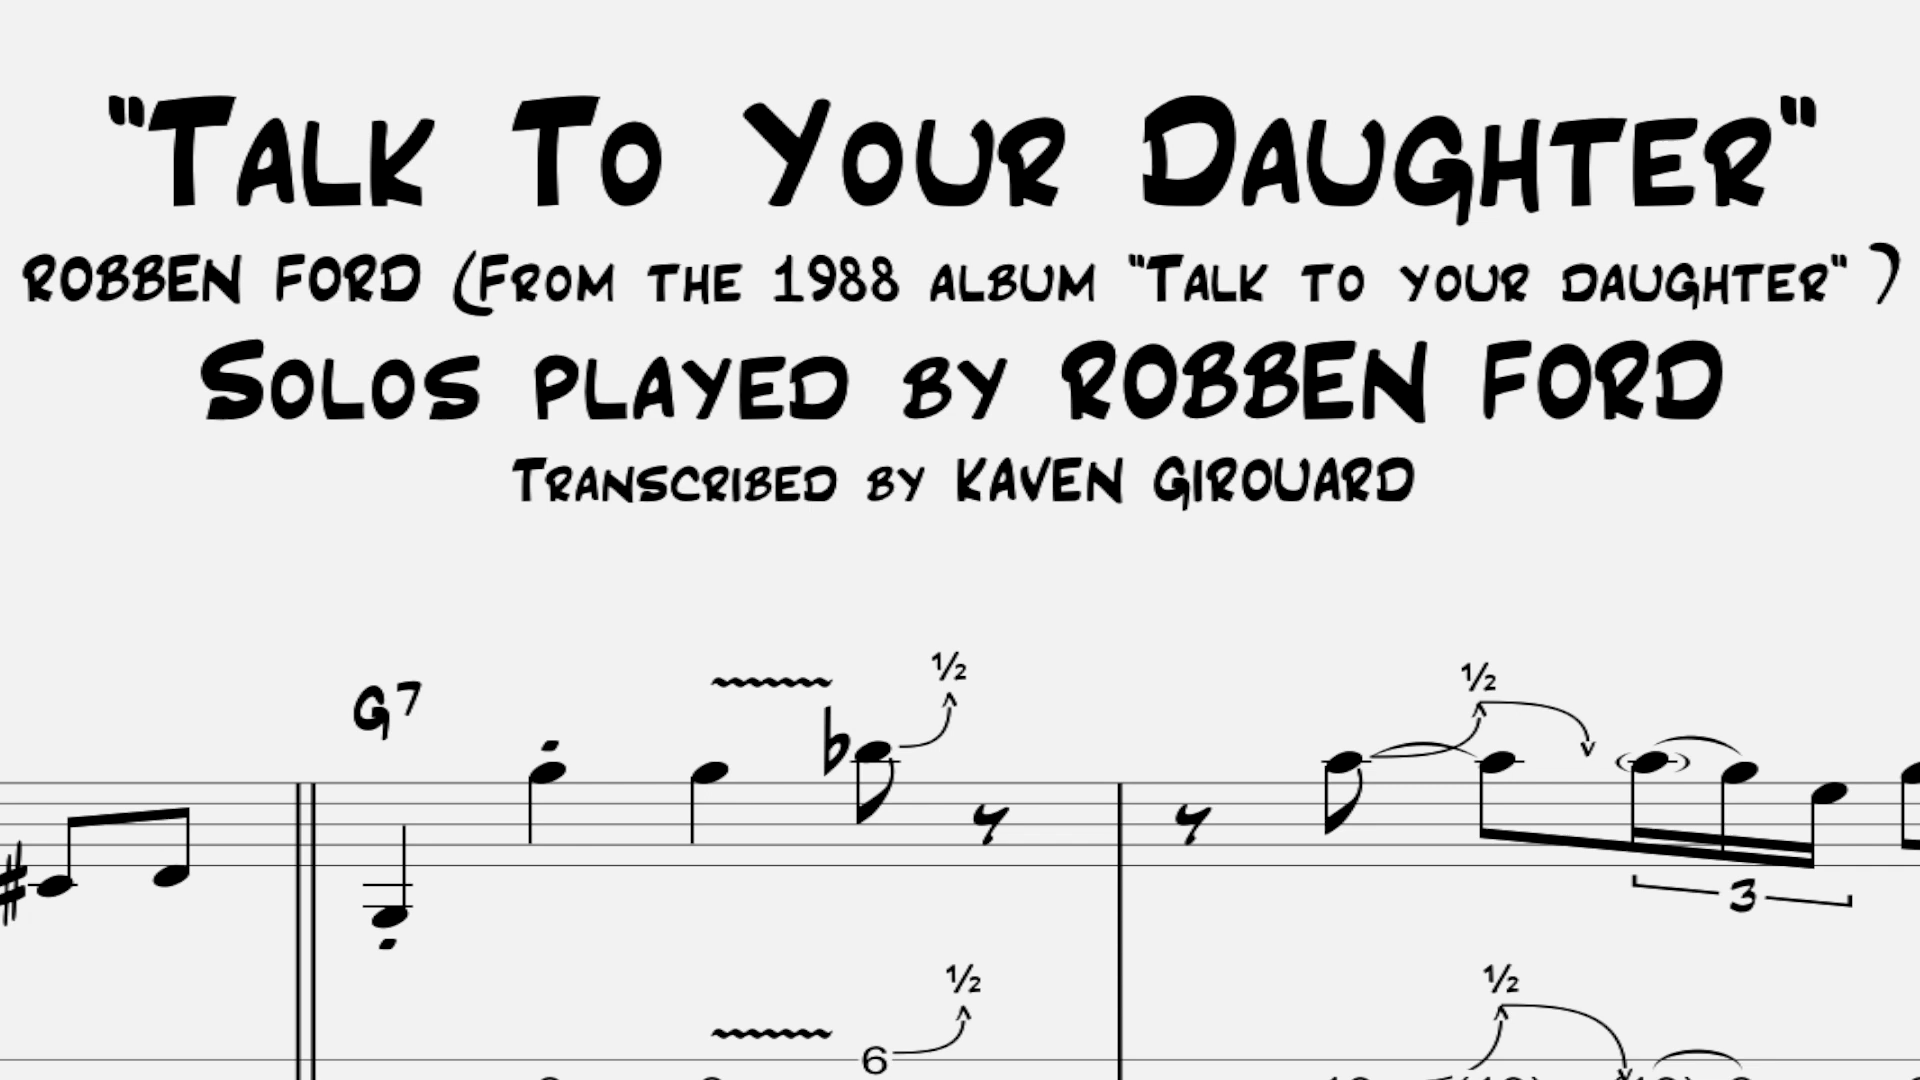 "Talk To Your Daughter"
ROBBEN FORD (From the 1988 album "Talk to your daughter" )
Solos played by ROBBEN FORD
Transcribed by KAVEN GIROUARD
½
½
G7
3
½
½
6